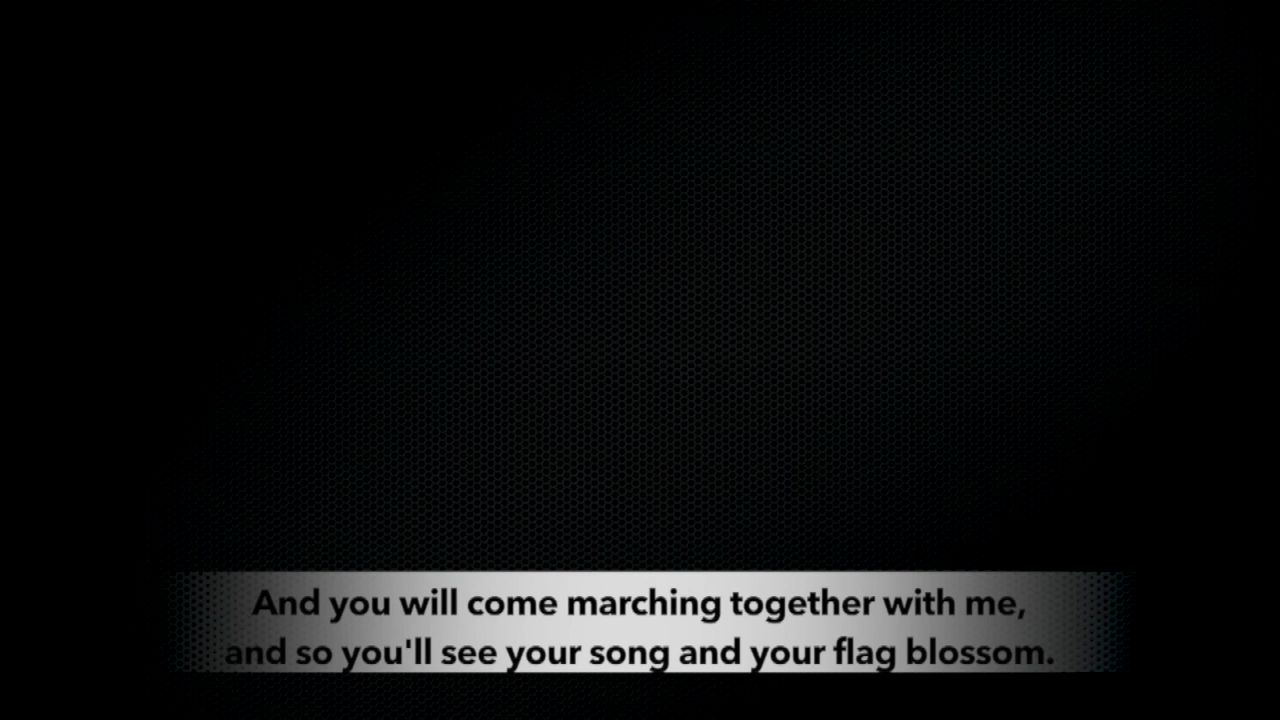 And you will come marching together with me,
and so you'll see your song and your flag blossom.